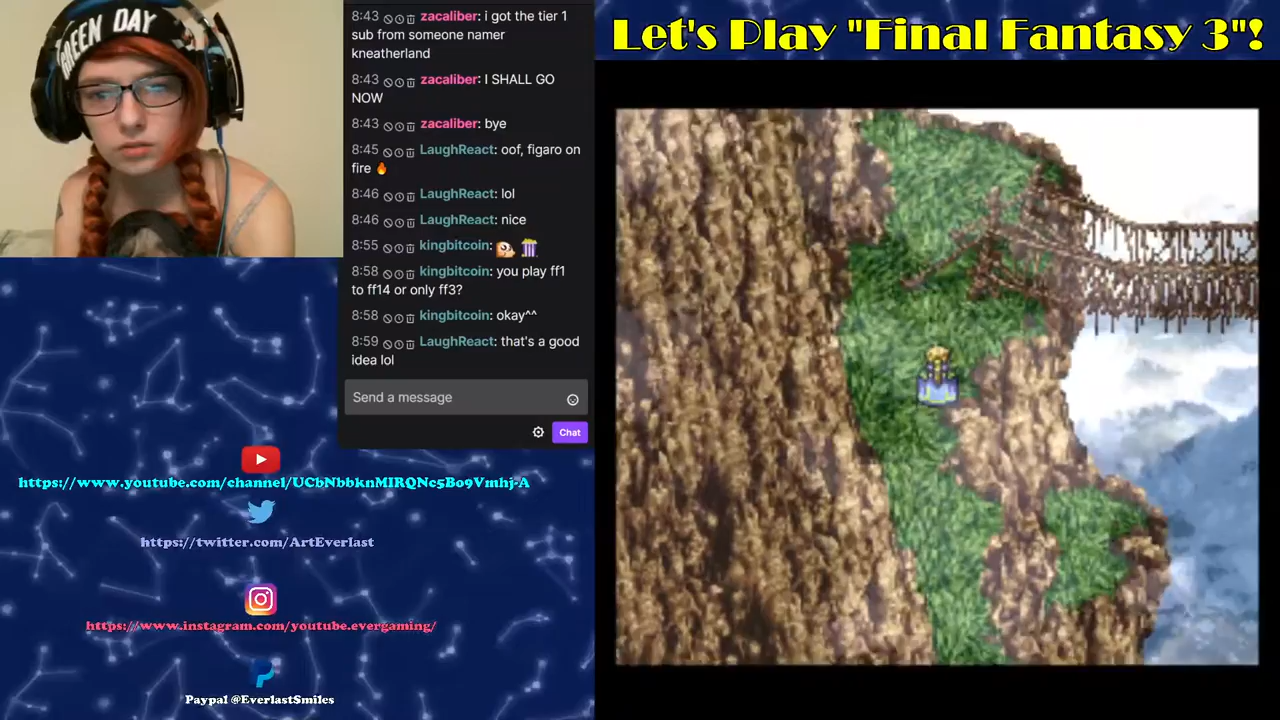 GREEN DAY
8:43 zacaliber: i got the tier 1
sub from someone namer
kneatherland
8:43 zacaliber: I SHALL GO
NOW
8:43 zacaliber: bye
8:45 LaughReact: oof, figaro on
fire 🔥
8:46 LaughReact: lol
8:46 LaughReact: nice
8:55 kingbitcoin:
8:58 kingbitcoin: you play ff1
to ff14 or only ff3?
8:58 kingbitcoin: okay^^
8:59 LaughReact: that's a good
idea lol
Send a message
Chat
https://www.youtube.com/channel/UCbNbbknMIRQNc5Bo9Vmhj-A
https://twitter.com/ArtEverlast
https://www.instagram.com/youtube.evergaming/
Paypal @EverlastSmiles
Let's Play "Final Fantasy 3"!